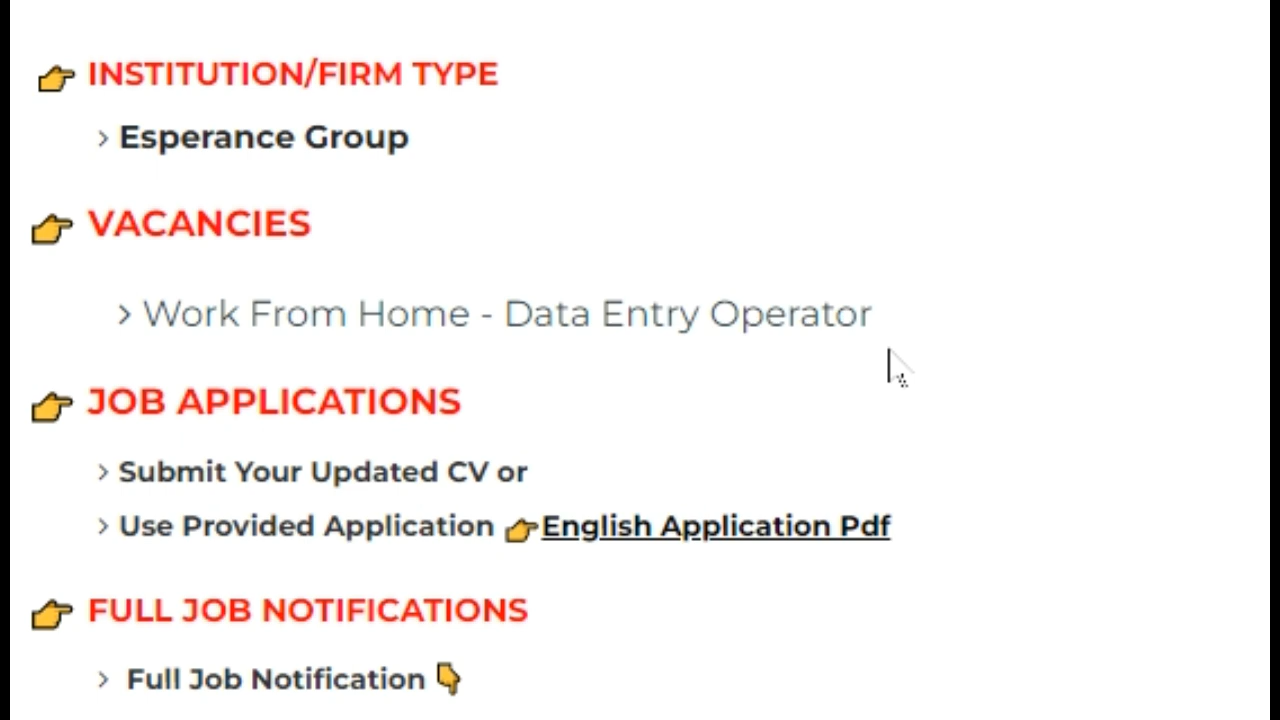 👉 INSTITUTION/FIRM TYPE
> Esperance Group
👉 VACANCIES
> Work From Home - Data Entry Operator
👉 JOB APPLICATIONS
> Submit Your Updated CV or
> Use Provided Application 👉English Application Pdf
👉 FULL JOB NOTIFICATIONS
> Full Job Notification 👇